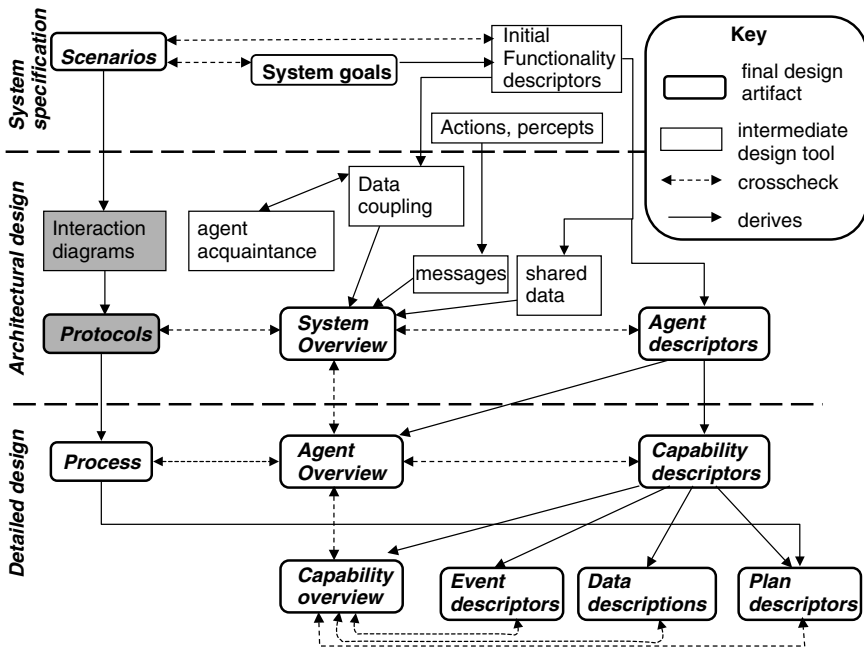 System
specification
Scenarios
System goals
Initial
Functionality
descriptors
Actions, percepts
Key
final design
artifact
intermediate
design tool
crosscheck
derives
Architectural design
Interaction
diagrams
agent
acquaintance
Data
coupling
messages
shared
data
Protocols
System
Overview
Agent
descriptors
Detailed design
Process
Agent
Overview
Capability
descriptors
Capability
overview
Event
descriptors
Data
descriptions
Plan
descriptors